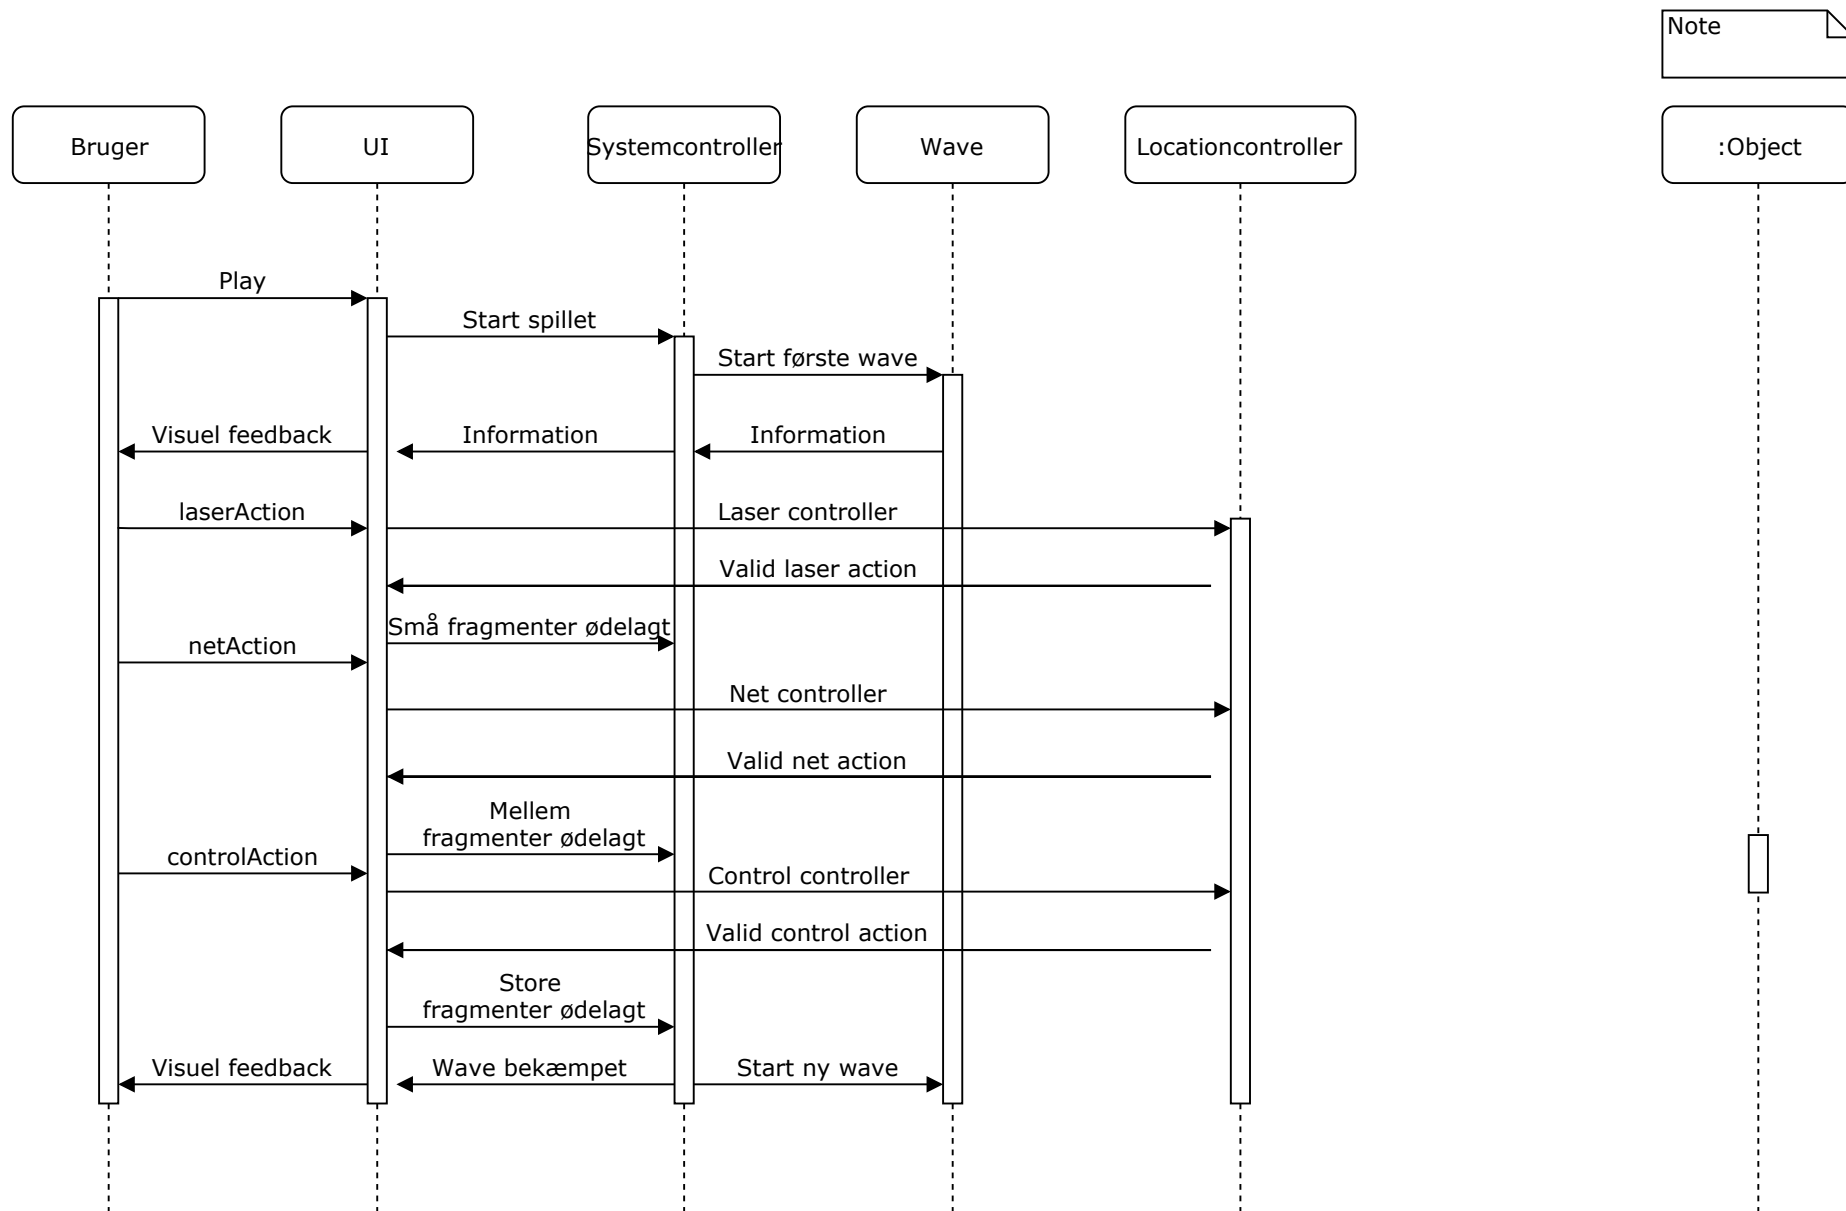 Note
Bruger
UI
Systemcontroller
Wave
Locationcontroller
:Object
Play
Start spillet
Start første wave
Visuel feedback
Information
Information
laserAction
Laser controller
Valid laser action
Små fragmenter ødelagt
netAction
Net controller
Valid net action
Mellem
fragmenter ødelagt
controlAction
Control controller
Valid control action
Store
fragmenter ødelagt
Visuel feedback
Wave bekæmpet
Start ny wave